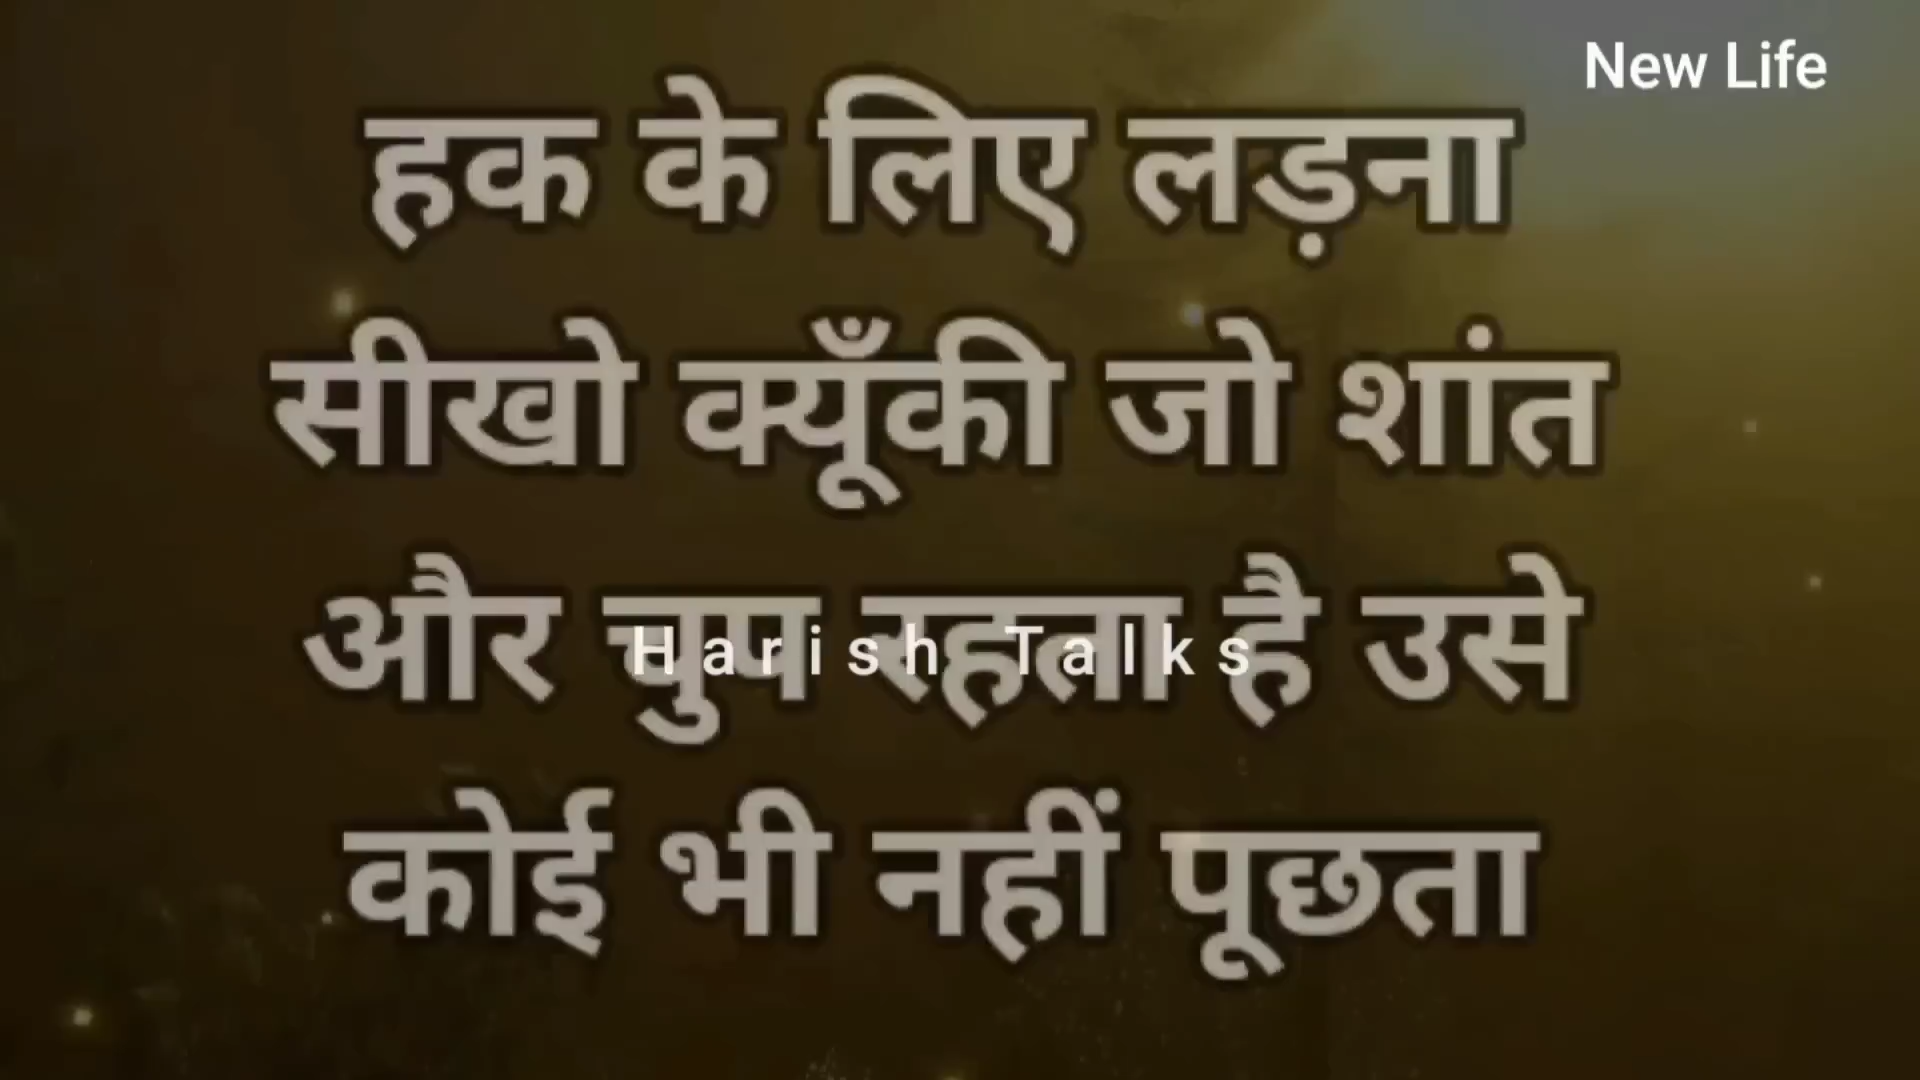 New Life
हक के लिए लड़ना
सीखो क्यूँकी जो शांत
और चुप रहता है उसे
Harish Talks
कोई भी नहीं पूछता